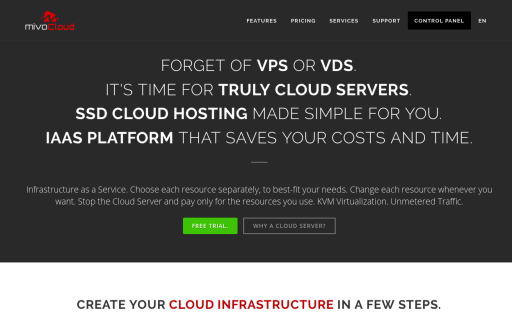 mivocloud
FEATURES PRICING SERVICES SUPPORT CONTROL PANEL EN
FORGET OF VPS OR VDS.
IT'S TIME FOR TRULY CLOUD SERVERS.
SSD CLOUD HOSTING MADE SIMPLE FOR YOU.
IAAS PLATFORM THAT SAVES YOUR COSTS AND TIME.
Infrastructure as a Service. Choose each resource separately, to best-fit your needs. Change each resource whenever you
want. Stop the Cloud Server and pay only for the resources you use. KVM Virtualization. Unmetered Traffic.
FREE TRIAL. WHY A CLOUD SERVER?
CREATE YOUR CLOUD INFRASTRUCTURE IN A FEW STEPS.